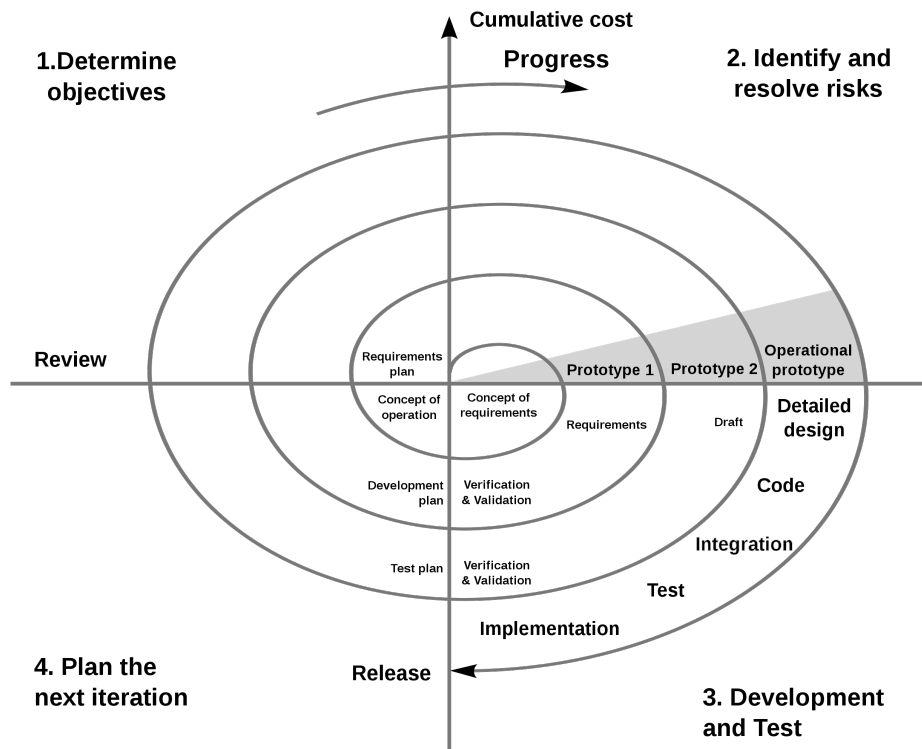 Cumulative cost
Progress
1.Determine
objectives
2. Identify and
resolve risks
Review
Requirements
plan
Prototype 1
Prototype 2
Operational
prototype
Concept of
operation
Concept of
requirements
Requirements
Draft
Detailed
design
Development
plan
Verification
& Validation
Code
Test plan
Verification
& Validation
Integration
Test
Implementation
Release
4. Plan the
next iteration
3. Development
and Test